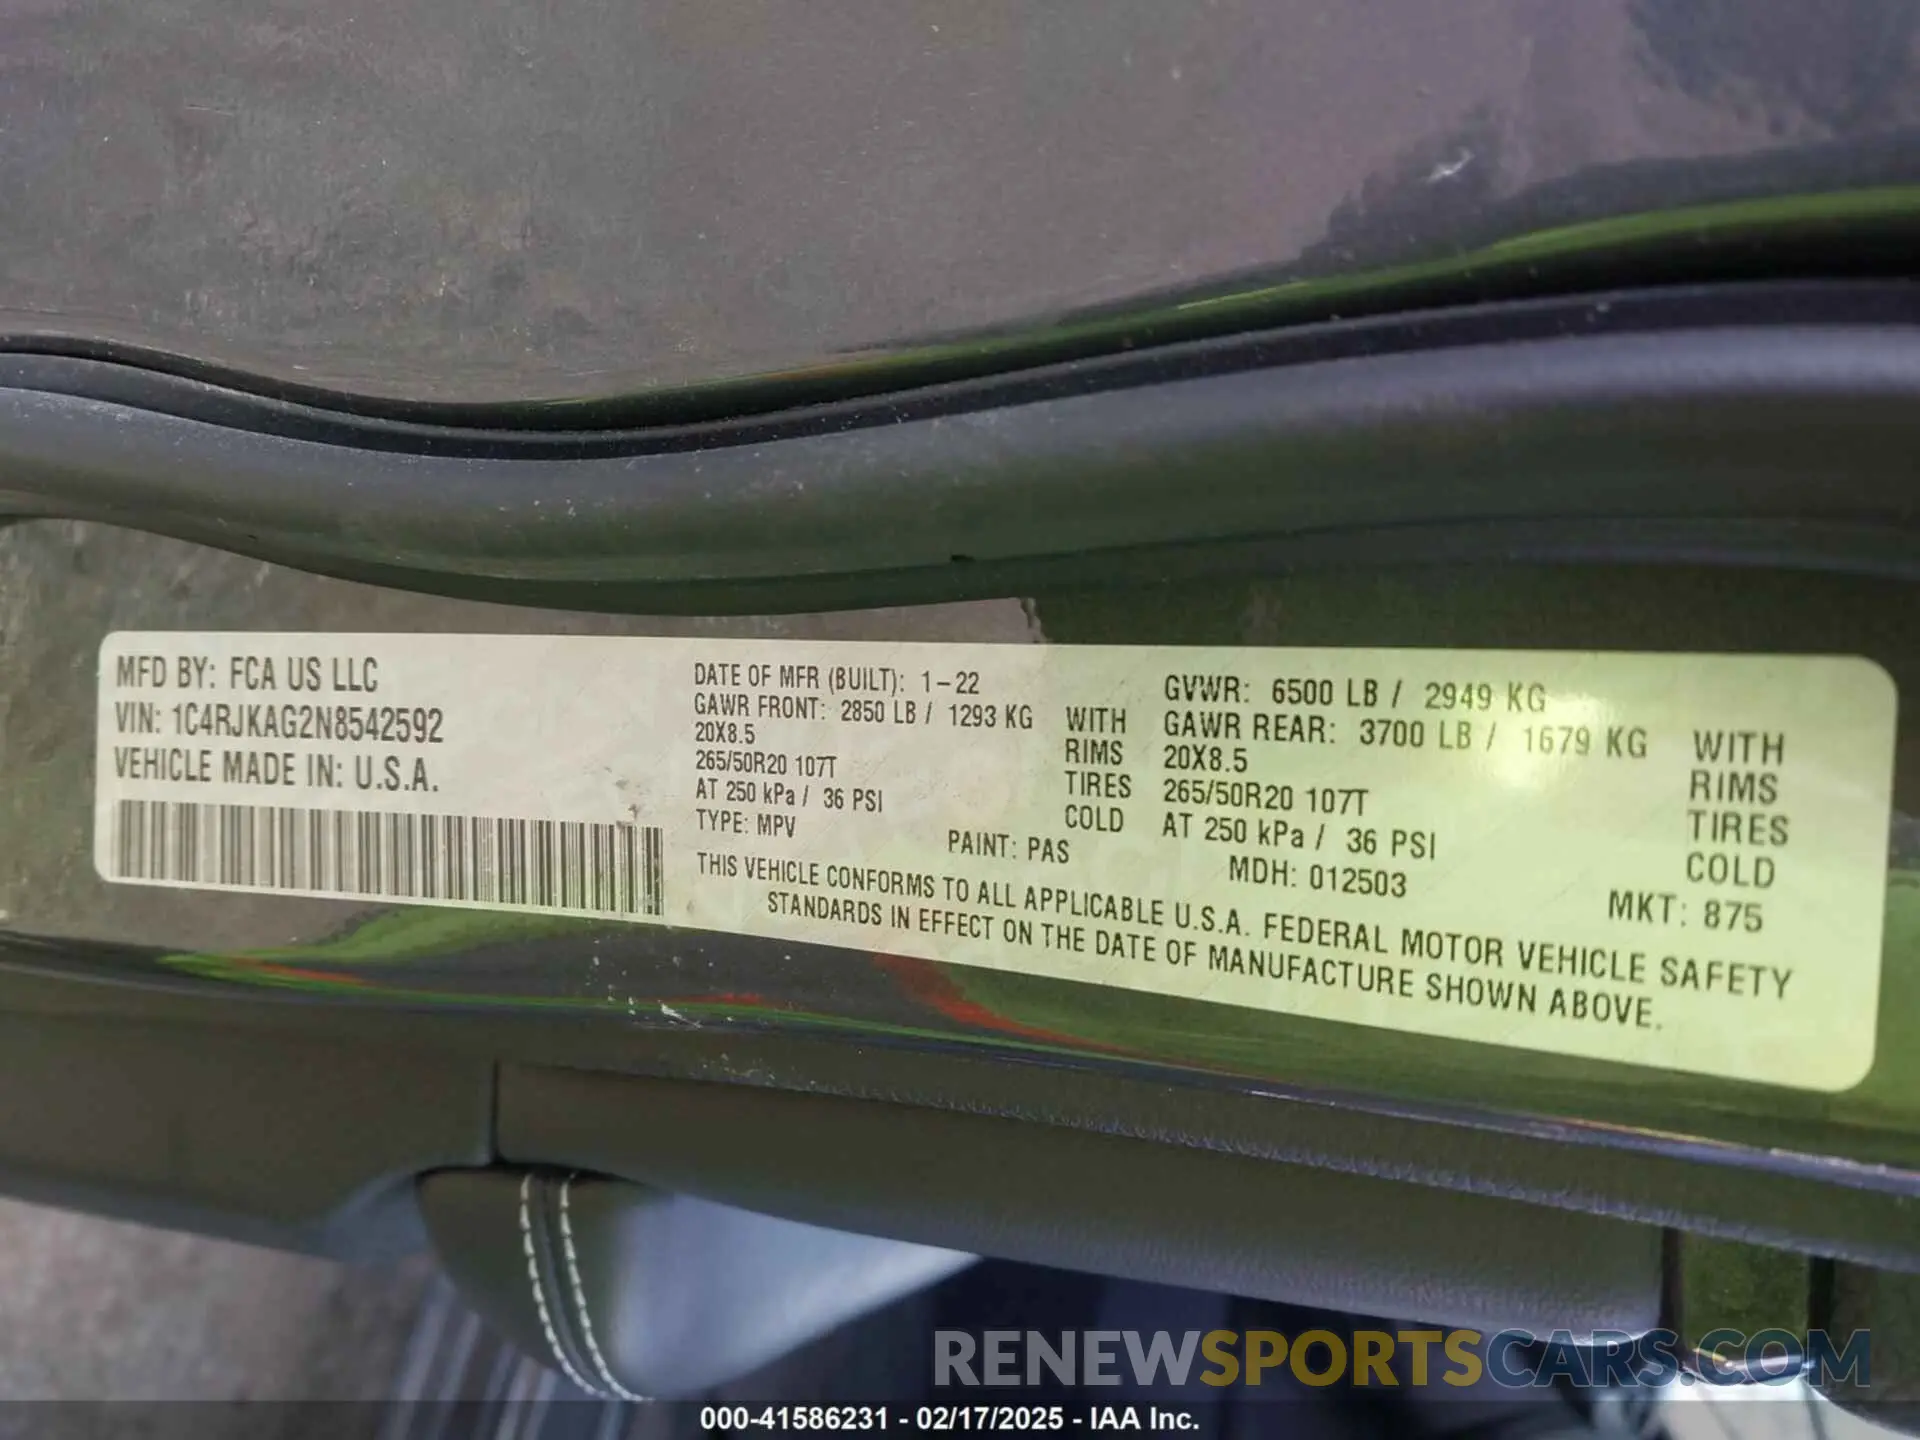 MFD BY: FCA US LLC
VIN: 1C4RJKAG2N8542592
VEHICLE MADE IN: U.S.A.
DATE OF MFR (BUILT): 1-22
GAWR FRONT: 2850 LB / 1293 KG WITH
20X8.5 RIMS
265/50R20 107T TIRES
AT 250 kPa / 36 PSI COLD
TYPE: MPV
PAINT: PAS
GVWR: 6500 LB / 2949 KG
GAWR REAR: 3700 LB / 1679 KG WITH
20X8.5 RIMS
265/50R20 107T TIRES
AT 250 kPa / 36 PSI COLD
MDH: 012503
MKT: 875
THIS VEHICLE CONFORMS TO ALL APPLICABLE U.S.A. FEDERAL MOTOR VEHICLE SAFETY
STANDARDS IN EFFECT ON THE DATE OF MANUFACTURE SHOWN ABOVE.
RENEWSPORTSCARS.COM
000-41586231 - 02/17/2025 - IAA Inc.